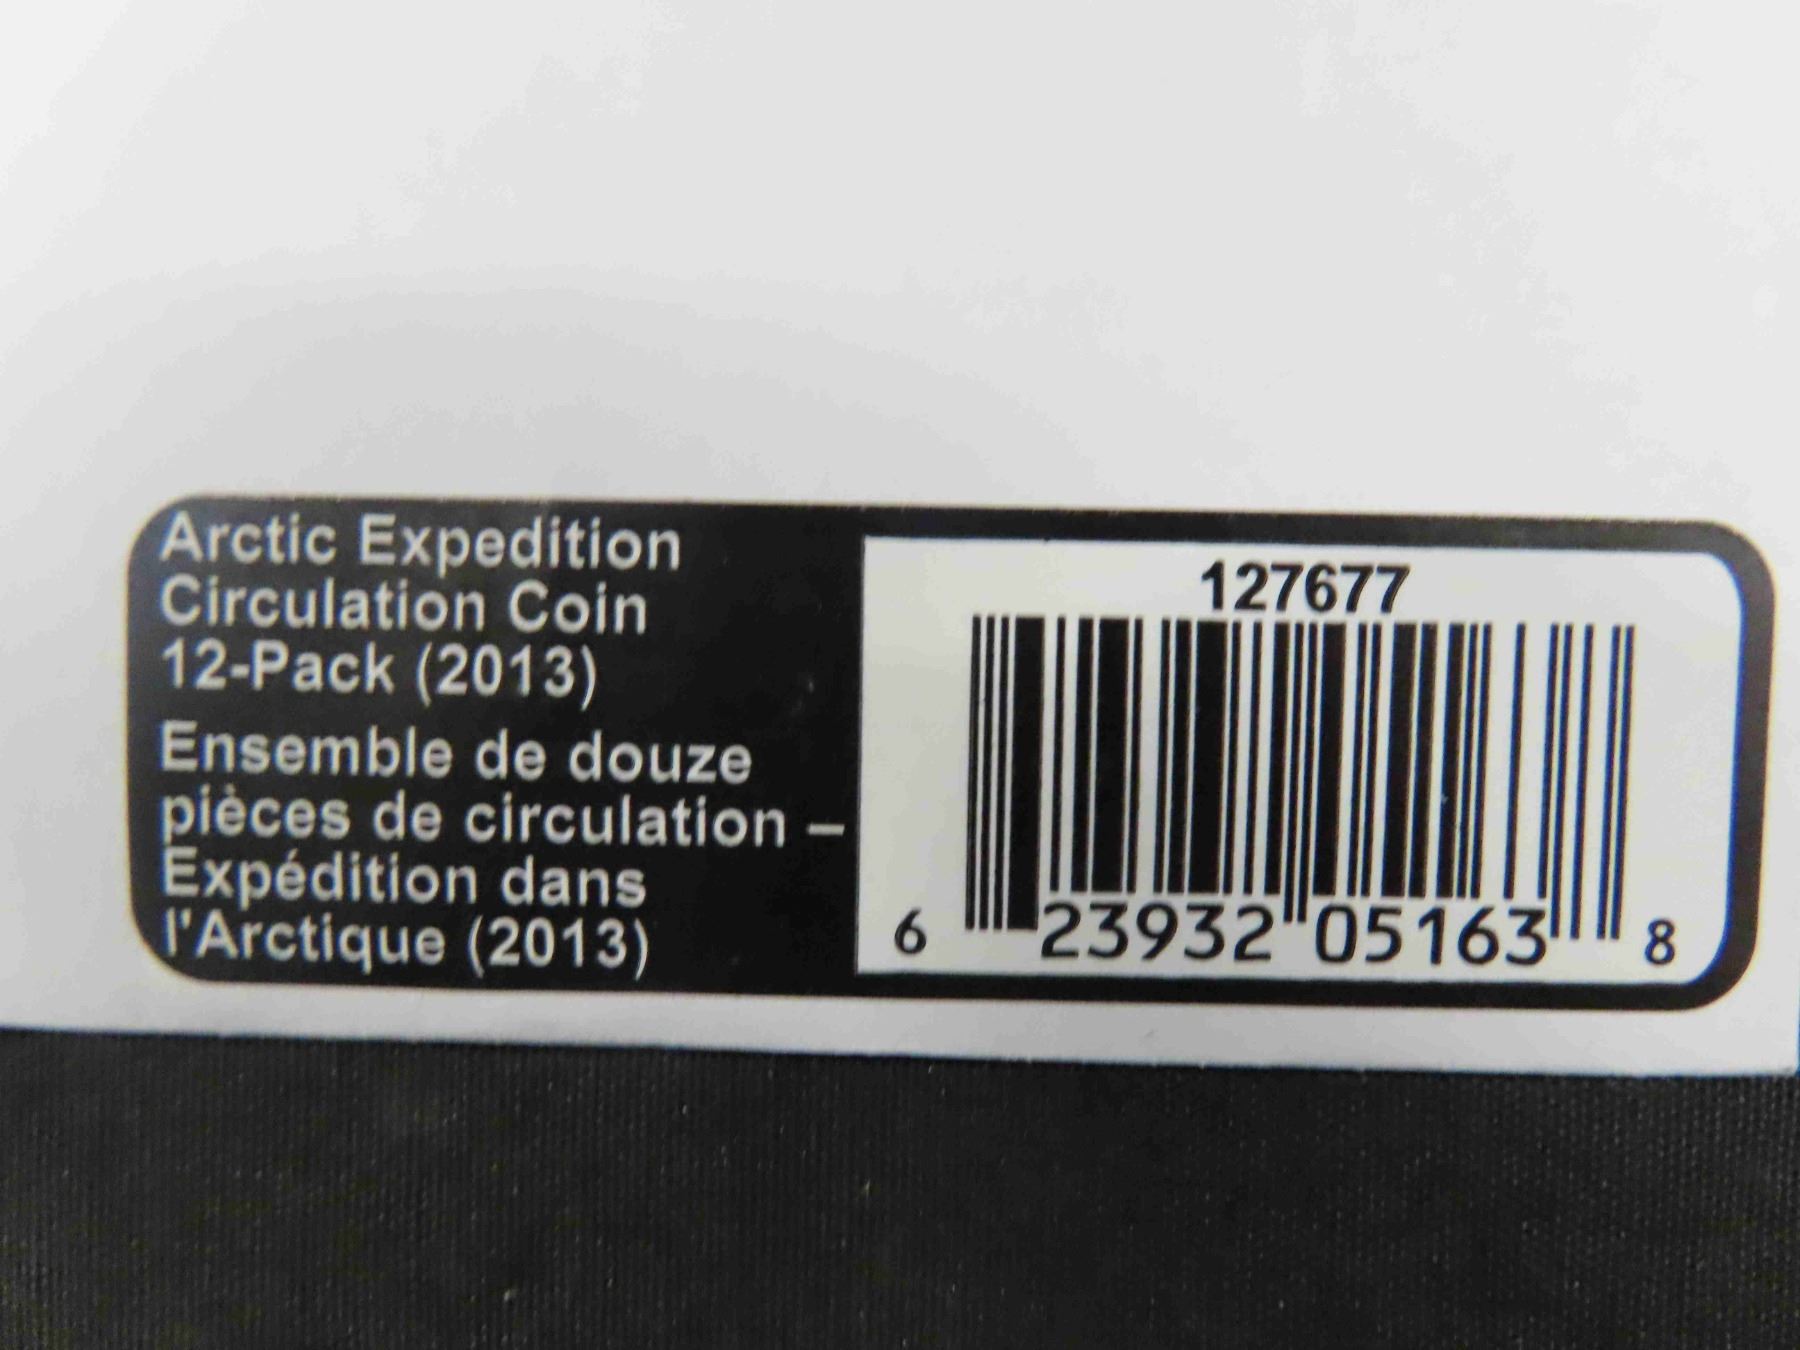 Arctic Expedition
Circulation Coin
12-Pack (2013)
Ensemble de douze
pièces de circulation –
Expédition dans
l'Arctique (2013)
127677
6 23932 05163 8